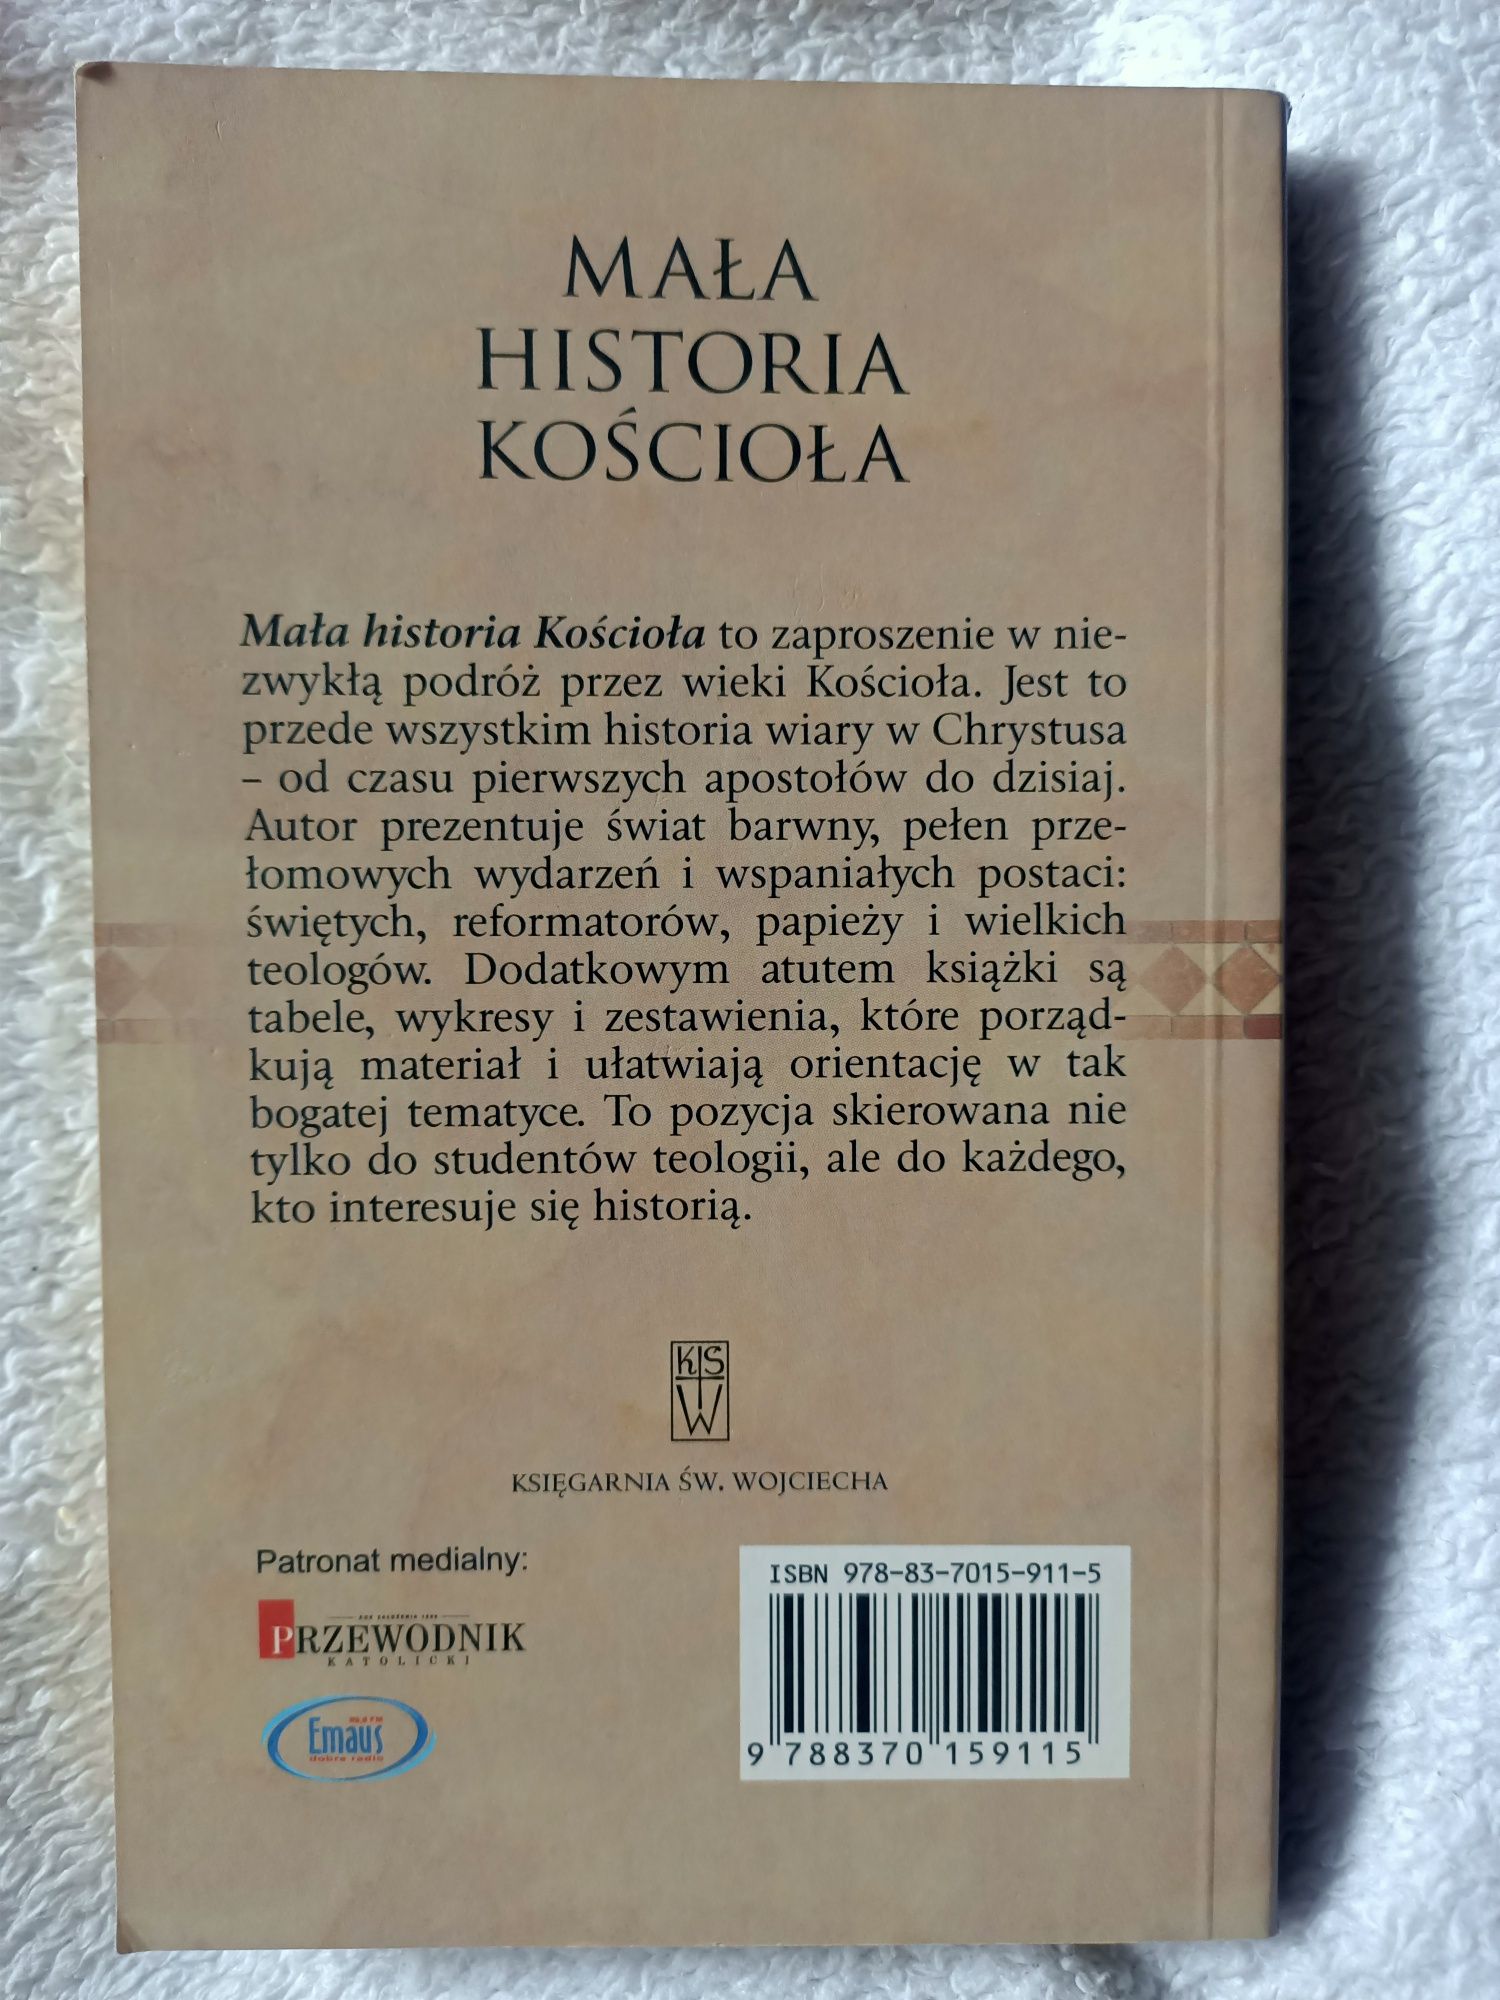 MAŁA
HISTORIA
KOŚCIOŁA
Mała historia Kościoła to zaproszenie w nie-
zwykłą podróż przez wieki Kościoła. Jest to
przede wszystkim historia wiary w Chrystusa
– od czasu pierwszych apostołów do dzisiaj.
Autor prezentuje świat barwny, pełen prze-
łomowych wydarzeń i wspaniałych postaci:
świętych, reformatorów, papieży i wielkich
teologów. Dodatkowym atutem książki są
tabele, wykresy i zestawienia, które porząd-
kują materiał i ułatwiają orientację w tak
bogatej tematyce. To pozycja skierowana nie
tylko do studentów teologii, ale do każdego,
kto interesuje się historią.
KS
W
KSIĘGARNIA ŚW. WOJCIECHA
Patronat medialny:
PRZEWODNIK
KATOLICKI
Emaus
dobre radio
ISBN 978-83-7015-911-5
9 788370 159115